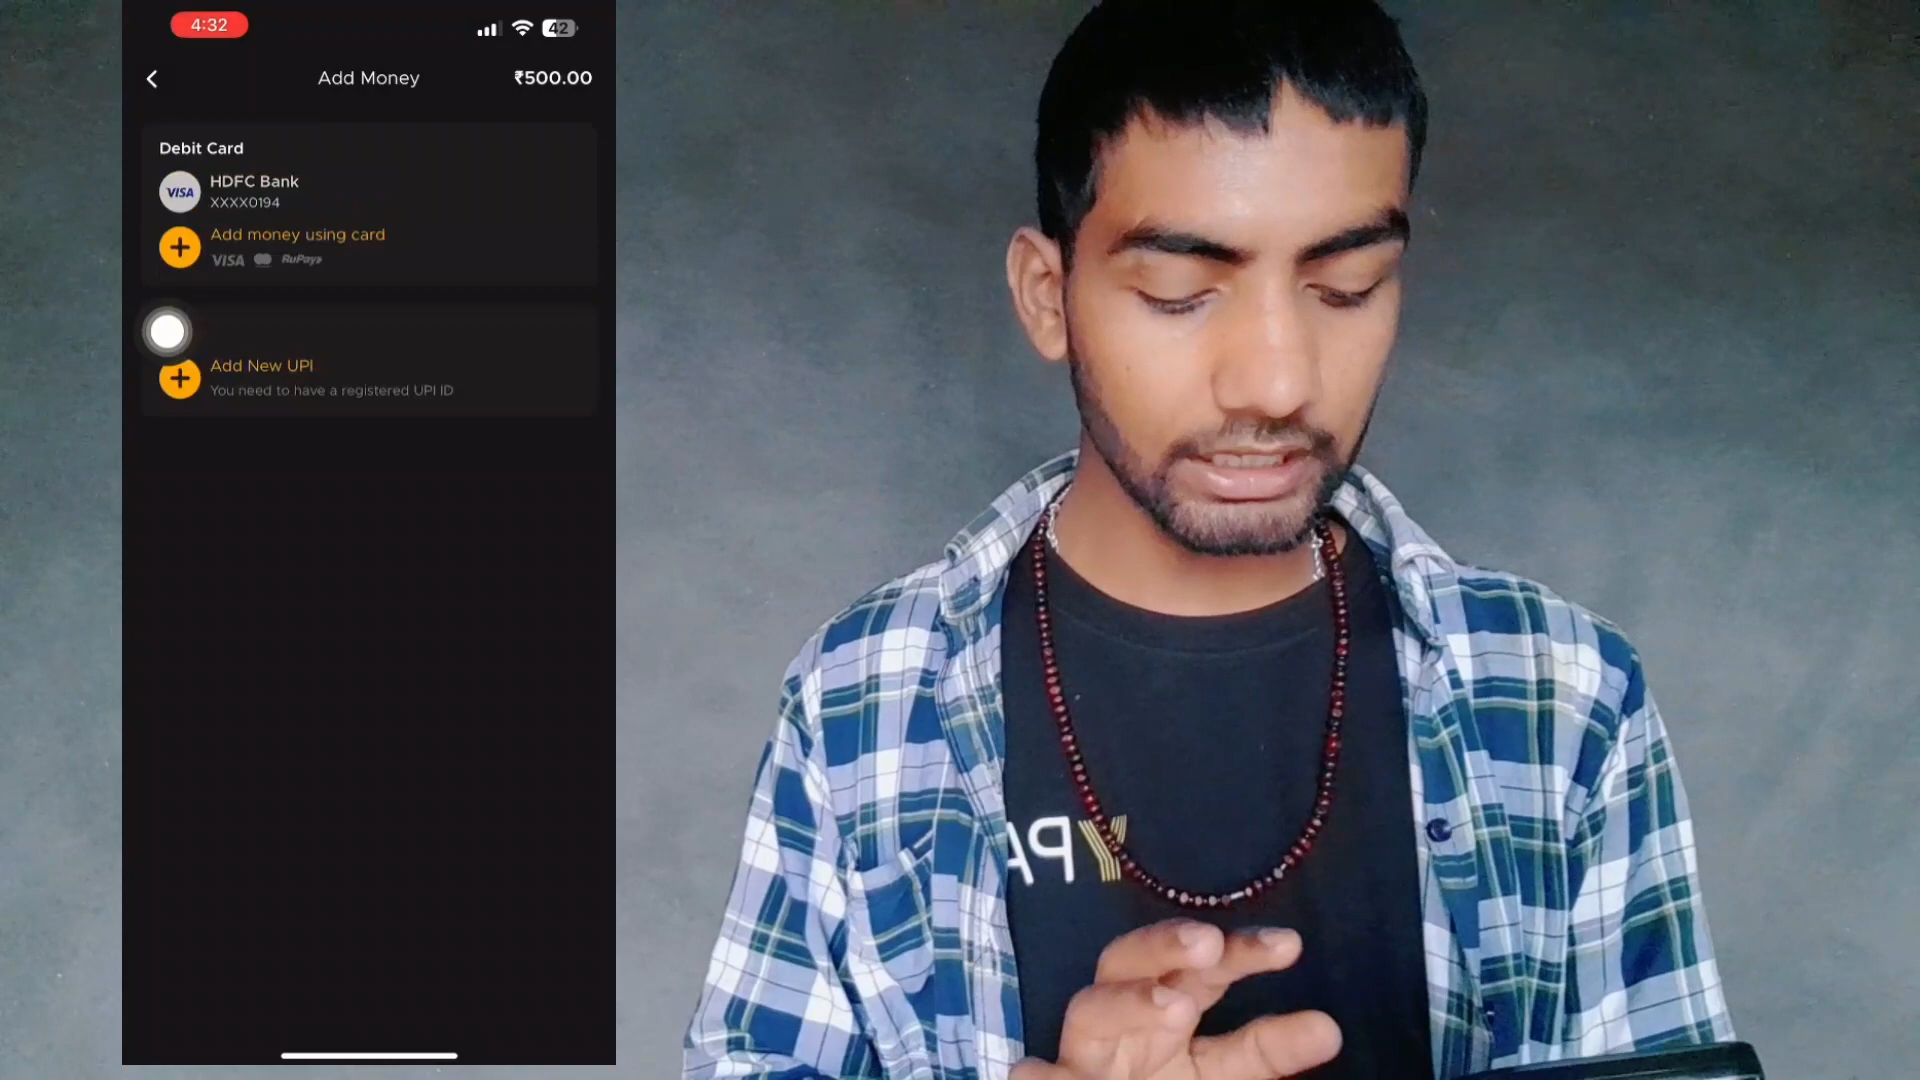 4:32
42
Add Money
₹500.00
Debit Card
VISA
HDFC Bank
XXXX0194
Add money using card
VISA
RuPay
Add New UPI
You need to have a registered UPI ID